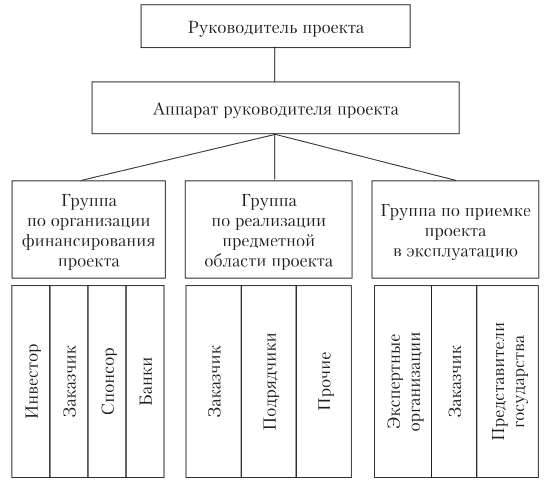 Руководитель проекта
Аппарат руководителя проекта
Группа
по организации
финансирования
проекта
Группа
по реализации
предметной
области проекта
Группа по приемке
проекта
в эксплуатацию
Инвестор
Заказчик
Спонсор
Банки
Заказчик
Подрядчики
Прочие
Экспертные
организации
Заказчик
Представители
государства